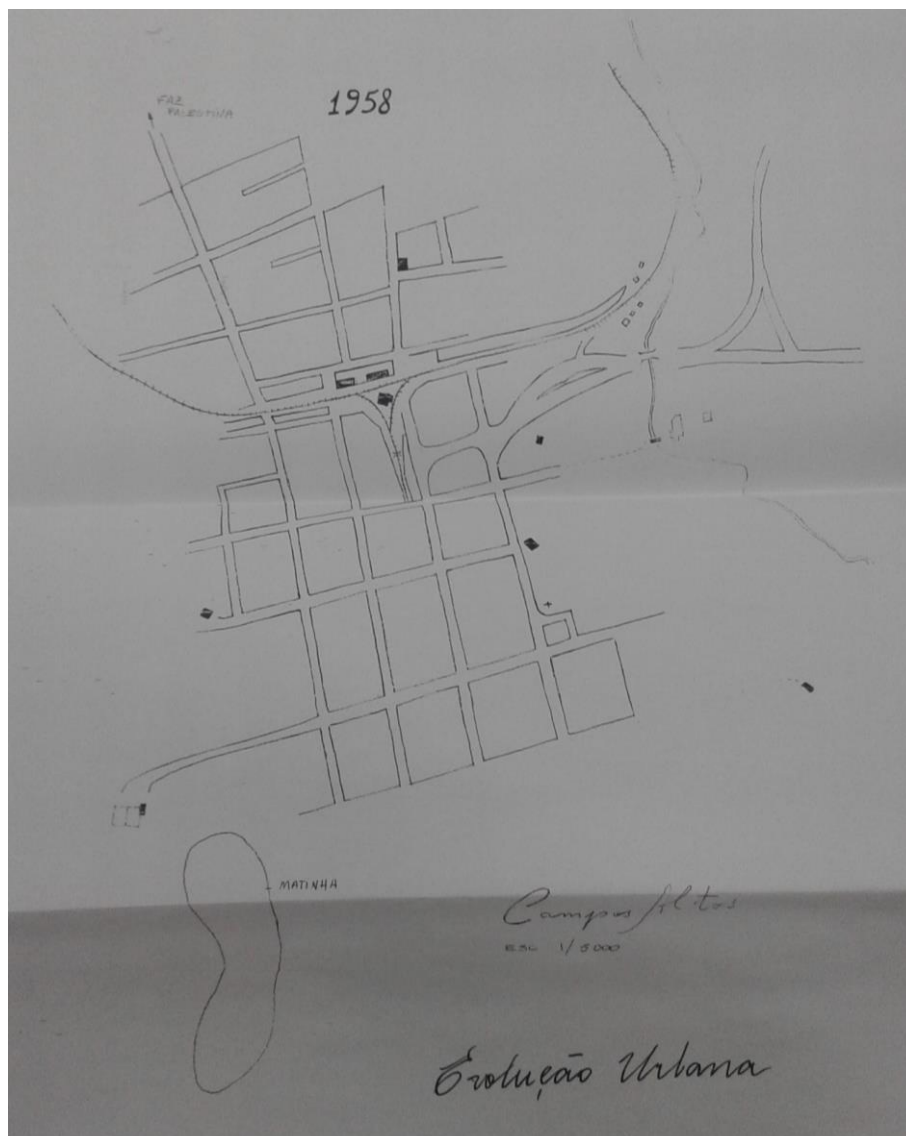 FAZ
PALESTINA
1958
MATINHA
Campos Altos
ESC 1/5000
Evolução Urbana